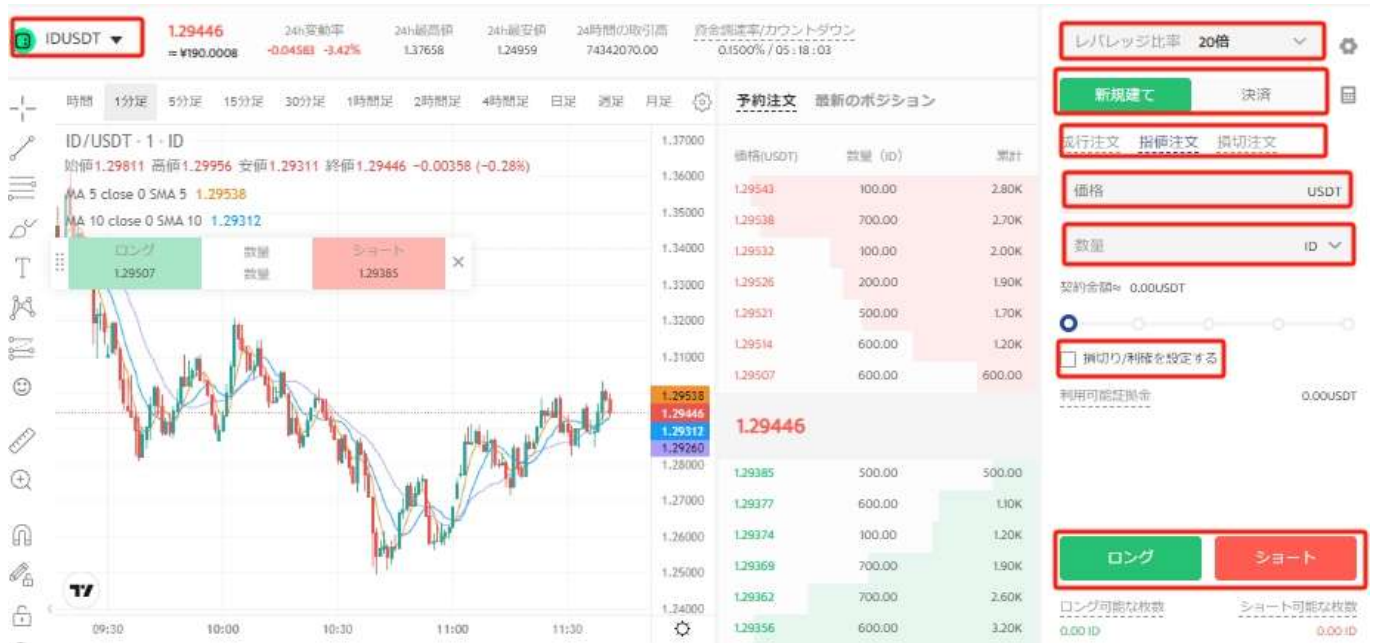 IDUSDT
1.29446
= ¥190.0008
24h変動率
-0.04583 -3.42%
24h最高値
1.37658
24h最安値
1.24959
24時間の取引高
74342070.00
資金調達率/カウントダウン
0.1500% / 05:18:03
時間 1分足 5分足 15分足 30分足 1時間足 2時間足 4時間足 日足 週足 月足
ID/USDT · 1 · ID
始値1.29811 高値1.29956 安値1.29311 終値1.29446 −0.00358 (−0.28%)
MA 5 close 0 SMA 5 1.29538
MA 10 close 0 SMA 10 1.29312
ロング 数量 ショート
1.29507 数量 1.29385
1.37000
1.36000
1.35000
1.34000
1.33000
1.32000
1.31000
1.29538
1.29446
1.29312
1.29260
1.28000
1.27000
1.26000
1.25000
1.24000
09:30 10:00 10:30 11:00 11:30
予約注文 最新のポジション
価格(USDT) 数量 (ID) 累計
1.29543 100.00 2.80K
1.29538 700.00 2.70K
1.29532 100.00 2.00K
1.29526 200.00 1.90K
1.29521 500.00 1.70K
1.29514 600.00 1.20K
1.29507 600.00 600.00
1.29446
1.29385 500.00 500.00
1.29377 600.00 1.10K
1.29374 100.00 1.20K
1.29369 700.00 1.90K
1.29362 700.00 2.60K
1.29356 600.00 3.20K
レバレッジ比率 20倍
新規建て 決済
成行注文 指値注文 損切注文
価格 USDT
数量 ID
契約金額≈ 0.00USDT
損切り/利確を設定する
利用可能証拠金 0.00USDT
ロング ショート
ロング可能な枚数 ショート可能な枚数
0.00 ID 0.00 ID